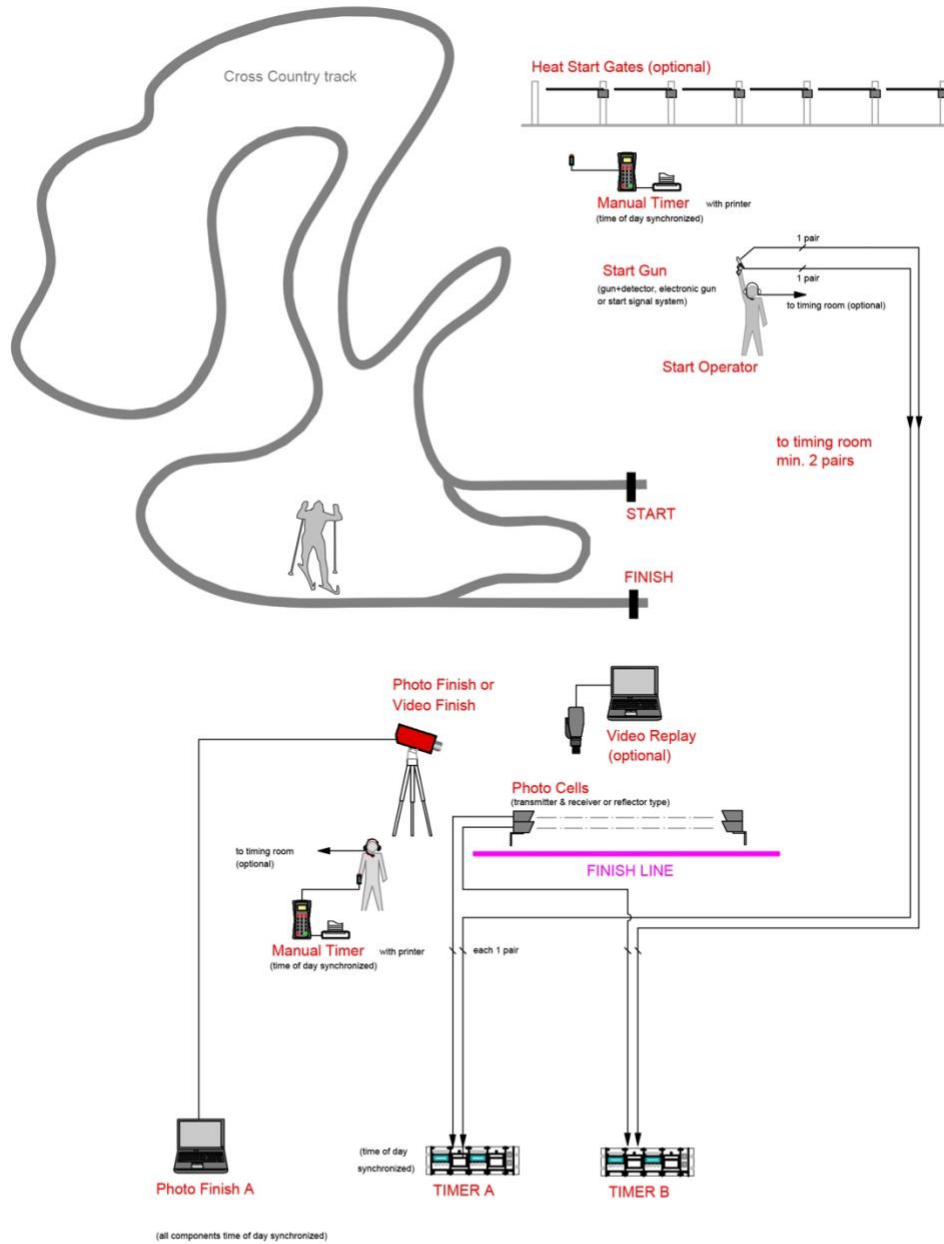 Cross Country track
Heat Start Gates (optional)
Manual Timer with printer
(time of day synchronized)
1 pair
Start Gun
1 pair
(gun+detector, electronic gun
or start signal system)
to timing room (optional)
Start Operator
to timing room
min. 2 pairs
START
FINISH
Photo Finish or
Video Finish
Video Replay
(optional)
Photo Cells
(transmitter & receiver or reflector type)
to timing room
(optional)
FINISH LINE
Manual Timer with printer
(time of day synchronized)
each 1 pair
(time of day
synchronized)
Photo Finish A
TIMER A
TIMER B
(all components time of day synchronized)